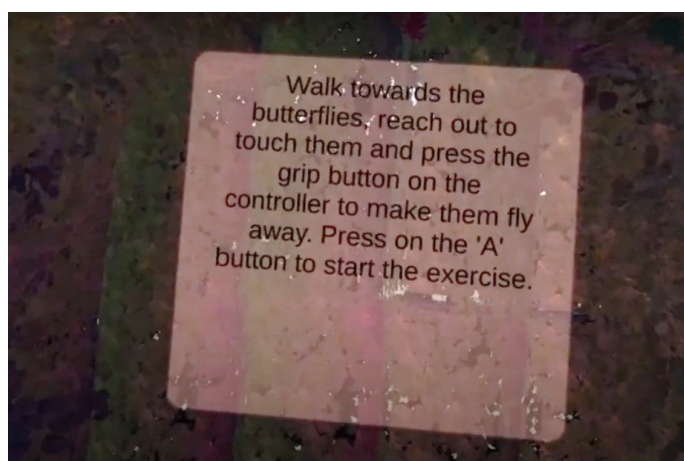 Walk towards the
butterflies, reach out to
touch them and press the
grip button on the
controller to make them fly
away. Press on the 'A'
button to start the exercise.